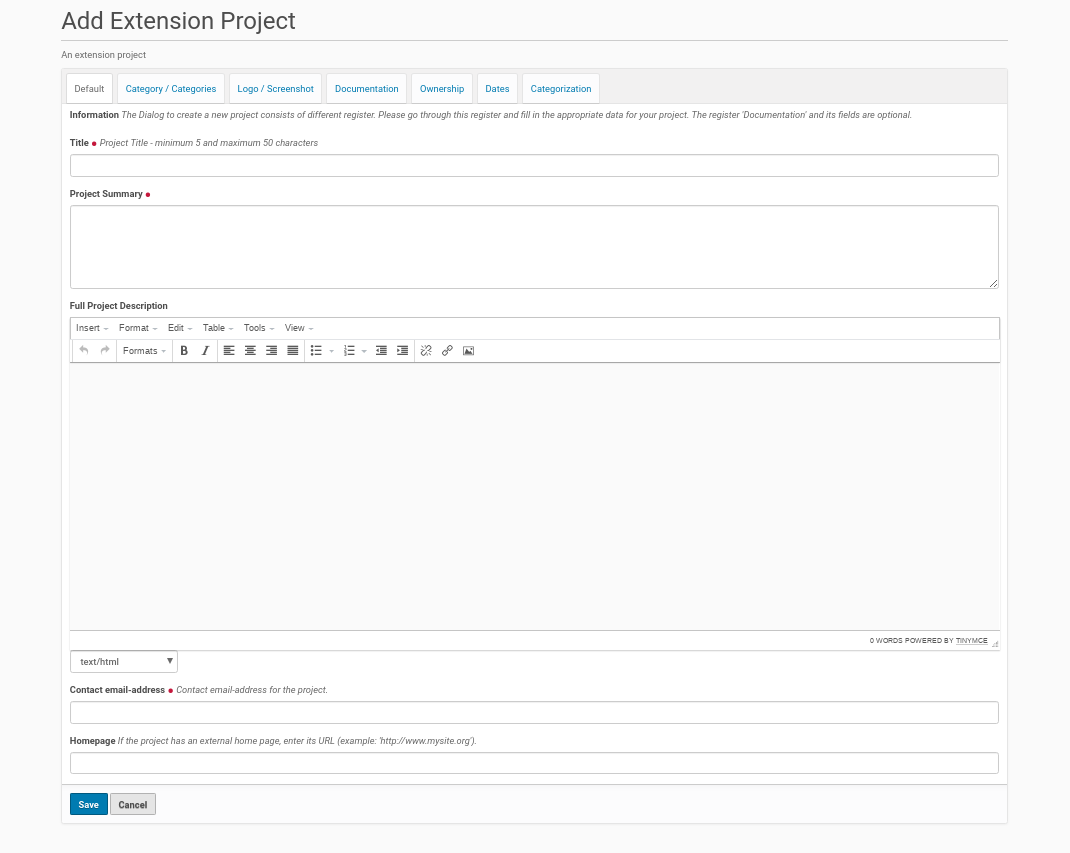 Add Extension Project
An extension project
Default Category / Categories Logo / Screenshot Documentation Ownership Dates Categorization
Information The Dialog to create a new project consists of different register. Please go through this register and fill in the appropriate data for your project. The register 'Documentation' and its fields are optional.
Title Project Title - minimum 5 and maximum 50 characters
Project Summary
Full Project Description
Insert Format Edit Table Tools View
Formats B I
0 WORDS POWERED BY TINYMCE
text/html
Contact email-address Contact email-address for the project.
Homepage If the project has an external home page, enter its URL (example: 'http://www.mysite.org').
Save Cancel